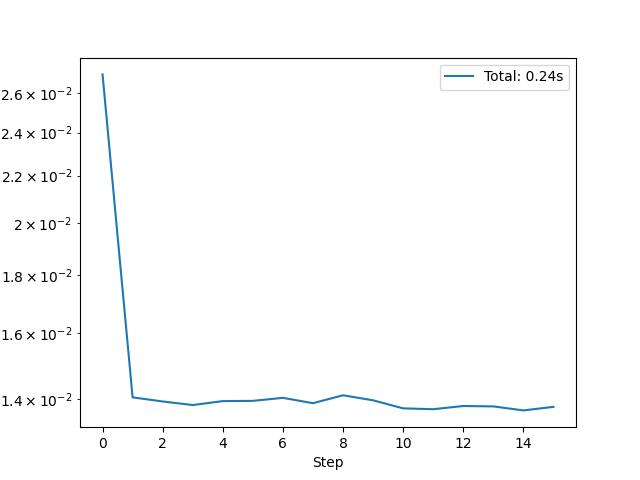 Total: 0.24s
2.6 × 10⁻²
2.4 × 10⁻²
2.2 × 10⁻²
2 × 10⁻²
1.8 × 10⁻²
1.6 × 10⁻²
1.4 × 10⁻²
0 2 4 6 8 10 12 14
Step